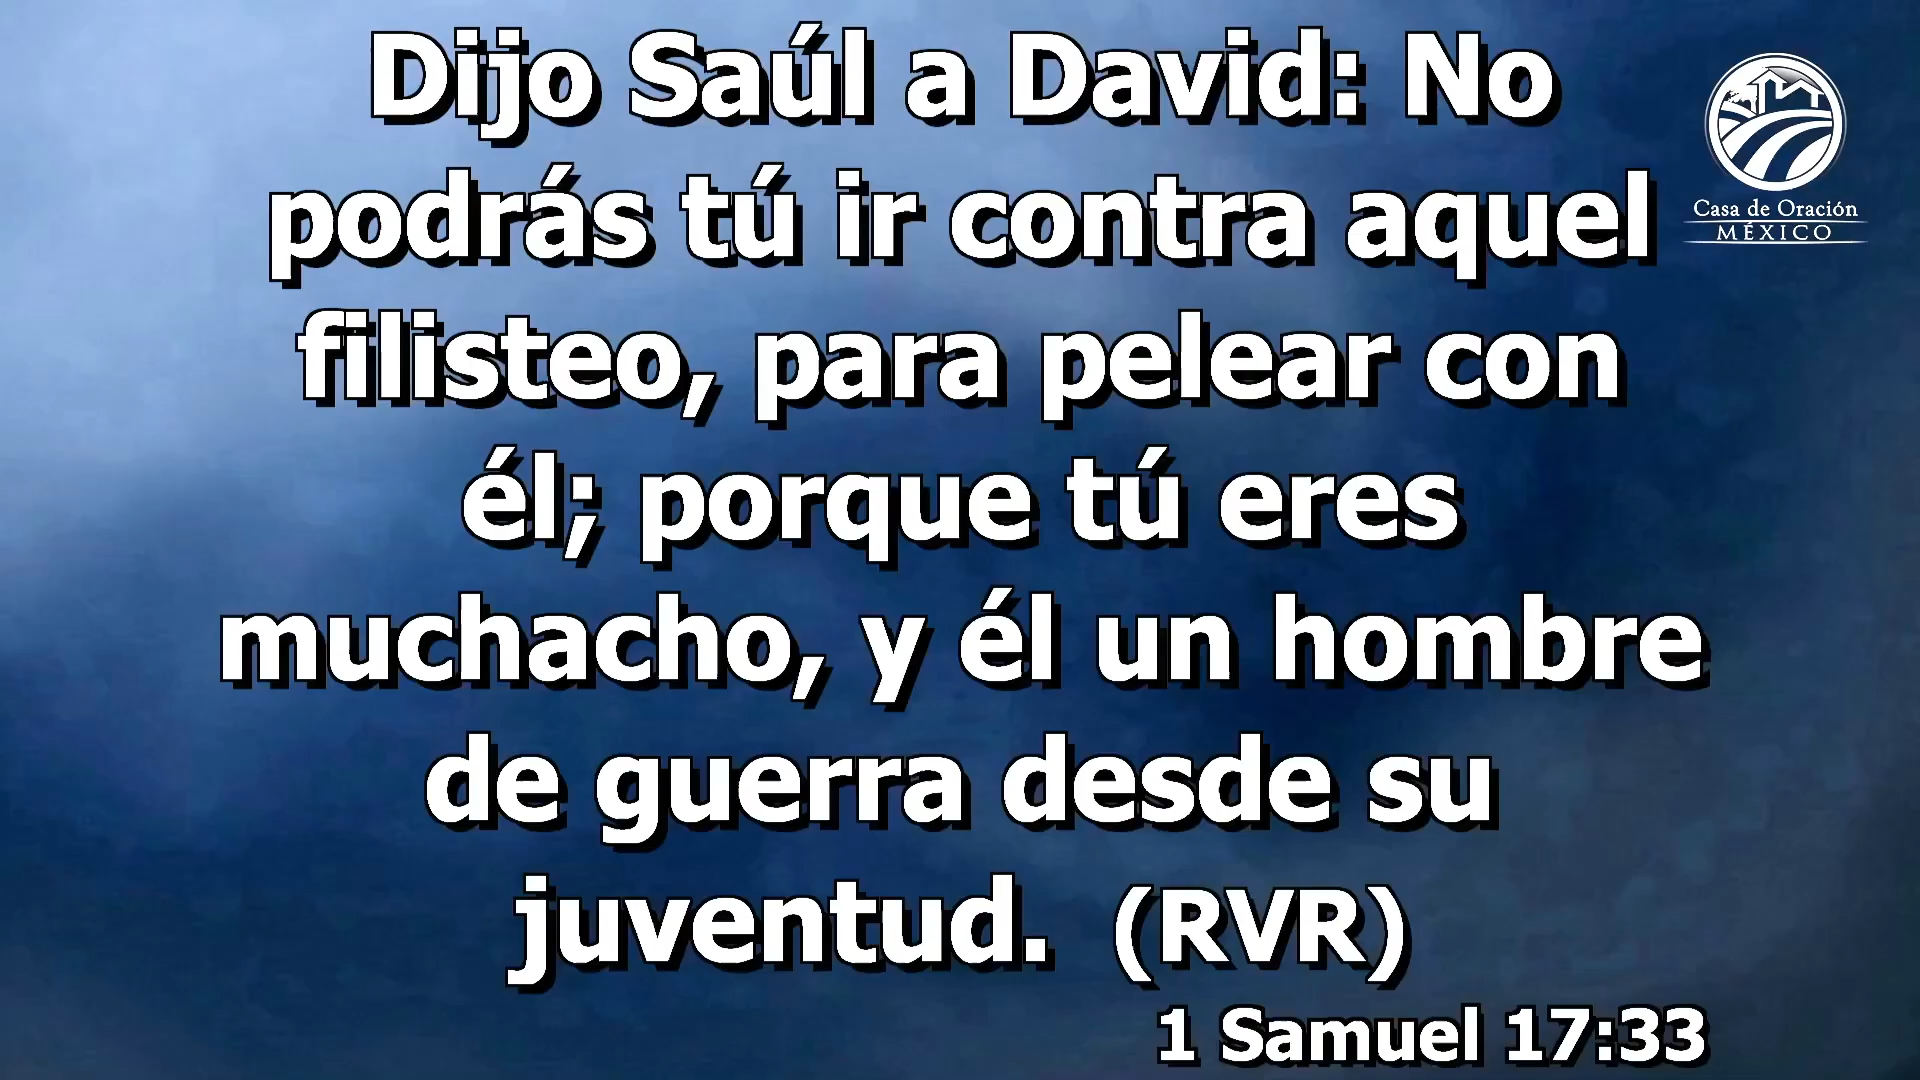 Dijo Saúl a David: No
podrás tú ir contra aquel
filisteo, para pelear con
él; porque tú eres
muchacho, y él un hombre
de guerra desde su
juventud. (RVR)
1 Samuel 17:33
Casa de Oración
MÉXICO